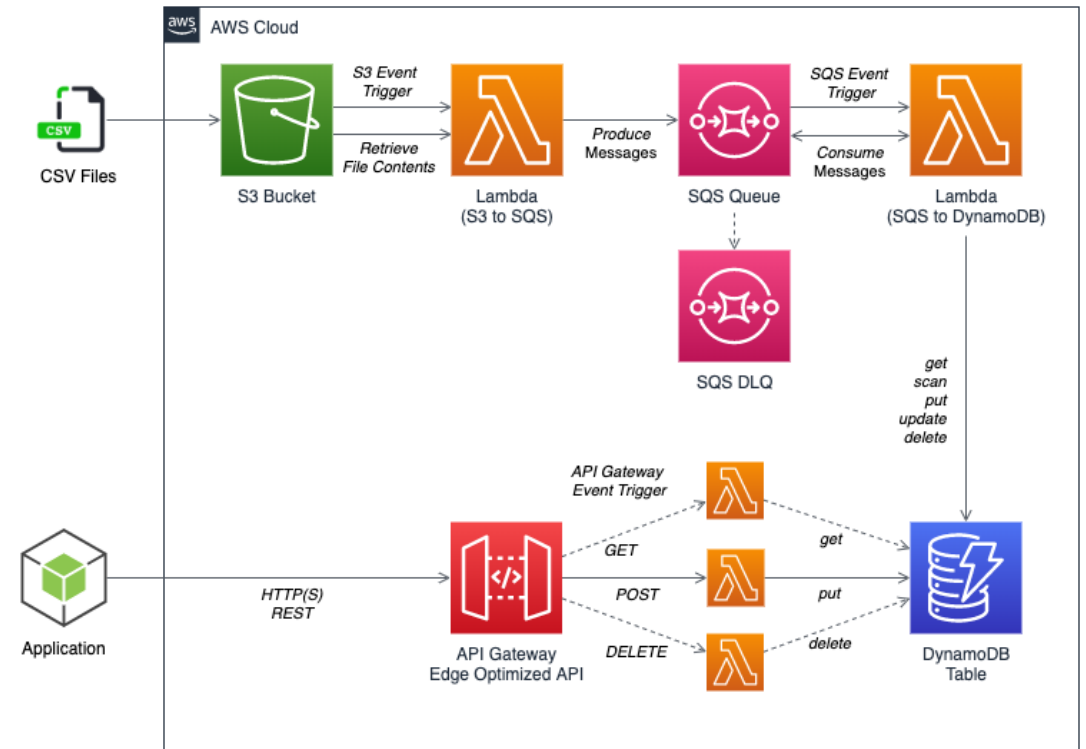 aws
AWS Cloud
S3 Event
Trigger
SQS Event
Trigger
CSV
Retrieve
File Contents
Produce
Messages
Consume
Messages
CSV Files
S3 Bucket
Lambda
(S3 to SQS)
SQS Queue
Lambda
(SQS to DynamoDB)
SQS DLQ
get
scan
put
update
delete
API Gateway
Event Trigger
GET
get
</>
HTTP(S)
REST
POST
put
DELETE
delete
Application
API Gateway
Edge Optimized API
DynamoDB
Table